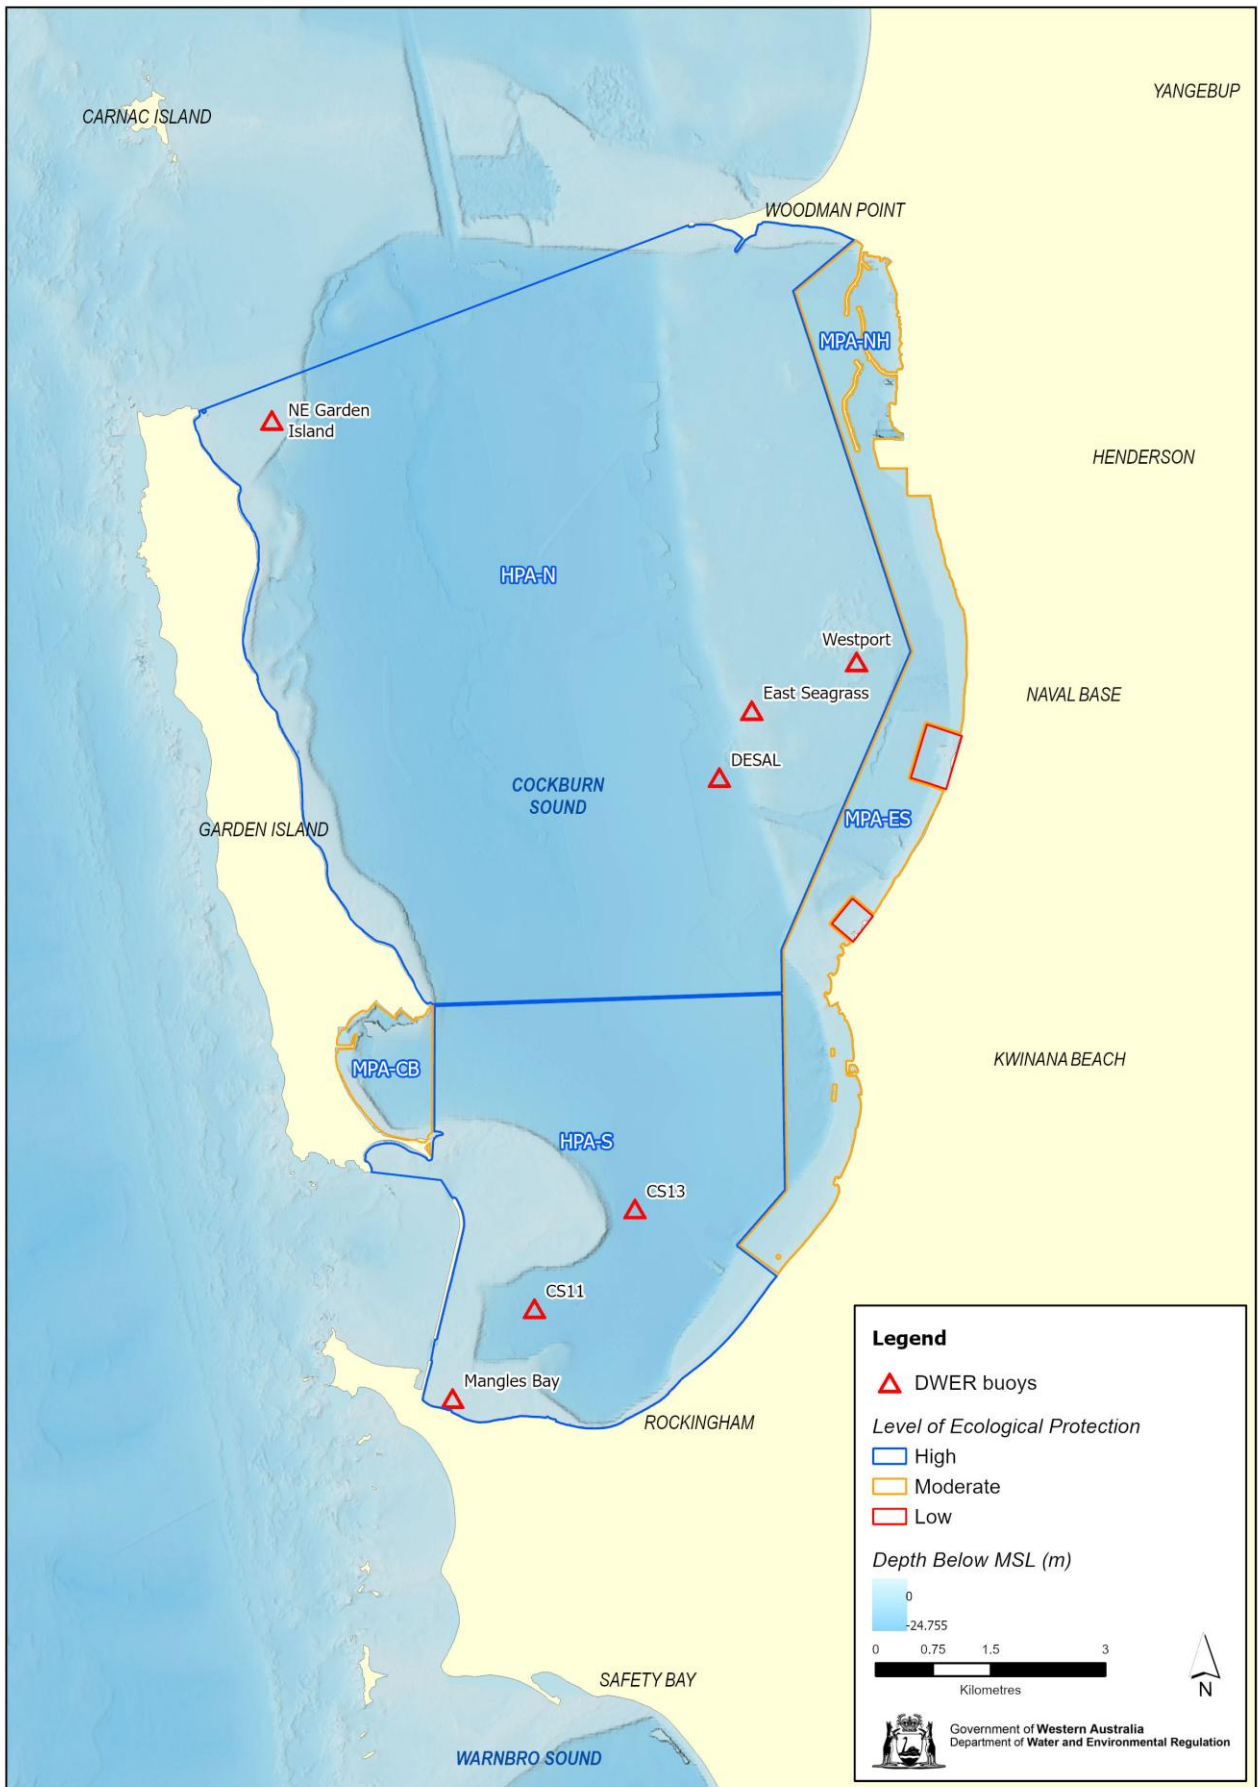 YANGEBUP
CARNAC ISLAND
WOODMAN POINT
MPA-NH
NE Garden
Island
HENDERSON
HPA-N
Westport
East Seagrass
NAVAL BASE
DESAL
COCKBURN
SOUND
MPA-ES
GARDEN ISLAND
MPA-CB
KWINANA BEACH
HPA-S
CS13
CS11
Mangles Bay
ROCKINGHAM
SAFETY BAY
WARNBRO SOUND
Legend
DWER buoys
Level of Ecological Protection
High
Moderate
Low
Depth Below MSL (m)
0
-24.755
0 0.75 1.5 3
Kilometres
N
Government of Western Australia
Department of Water and Environmental Regulation